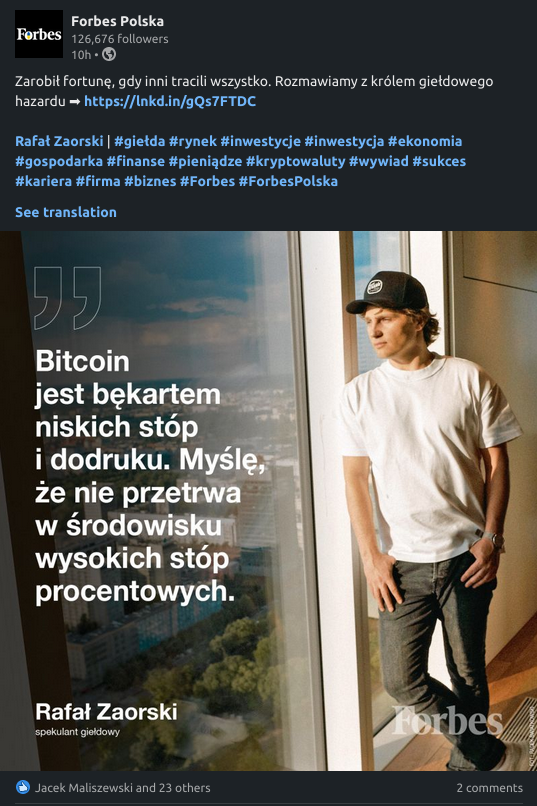 Forbes
Forbes Polska
126,676 followers
10h •
Zarobił fortunę, gdy inni tracili wszystko. Rozmawiamy z królem giełdowego
hazardu ➡ https://lnkd.in/gQs7FTDC
Rafał Zaorski | #giełda #rynek #inwestycje #inwestycja #ekonomia
#gospodarka #finanse #pieniądze #kryptowaluty #wywiad #sukces
#kariera #firma #biznes #Forbes #ForbesPolska
See translation
Bitcoin
jest bękartem
niskich stóp
i dodruku. Myślę,
że nie przetrwa
w środowisku
wysokich stóp
procentowych.
Rafał Zaorski
spekulant giełdowy
Forbes
Jacek Maliszewski and 23 others
2 comments